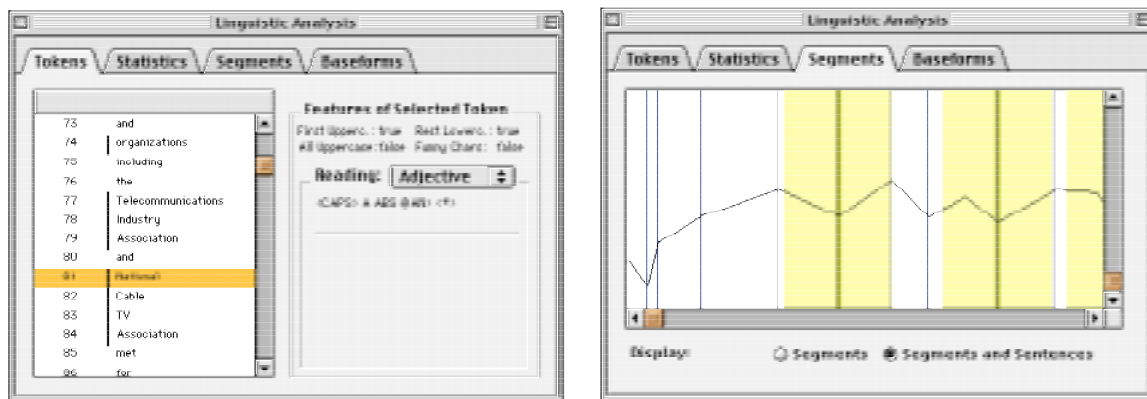 Linguistic Analysis
Tokens Statistics Segments Baseforms
73 and
74 organizations
75 including
76 the
77 Telecommunications
78 Industry
79 Association
80 and
81 National
82 Cable
83 TV
84 Association
85 met
86 for
Features of Selected Token
First Upperc.: true Rest Lowerc.: true
All Uppercase: false Funny Chars: false
Reading: Adjective
<CAPS> A ABS @AN>
Linguistic Analysis
Tokens Statistics Segments Baseforms
Display: Segments Segments and Sentences